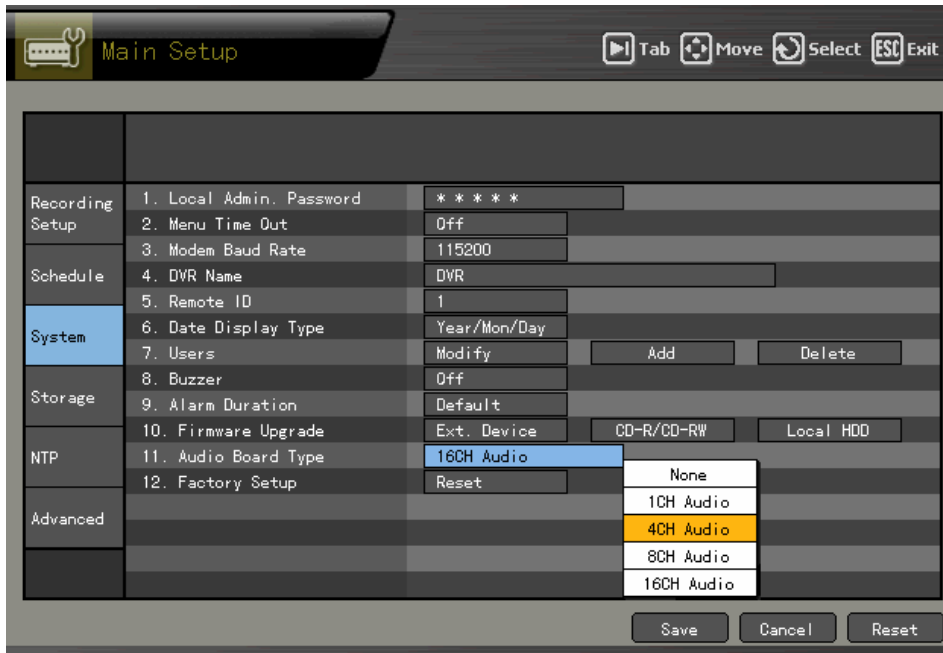 Main Setup
Tab Move Select ESC Exit
Recording Setup
Schedule
System
Storage
NTP
Advanced
1. Local Admin. Password * * * * *
2. Menu Time Out Off
3. Modem Baud Rate 115200
4. DVR Name DVR
5. Remote ID 1
6. Date Display Type Year/Mon/Day
7. Users Modify Add Delete
8. Buzzer Off
9. Alarm Duration Default
10. Firmware Upgrade Ext. Device CD-R/CD-RW Local HDD
11. Audio Board Type 16CH Audio
12. Factory Setup Reset
None
1CH Audio
4CH Audio
8CH Audio
16CH Audio
Save Cancel Reset